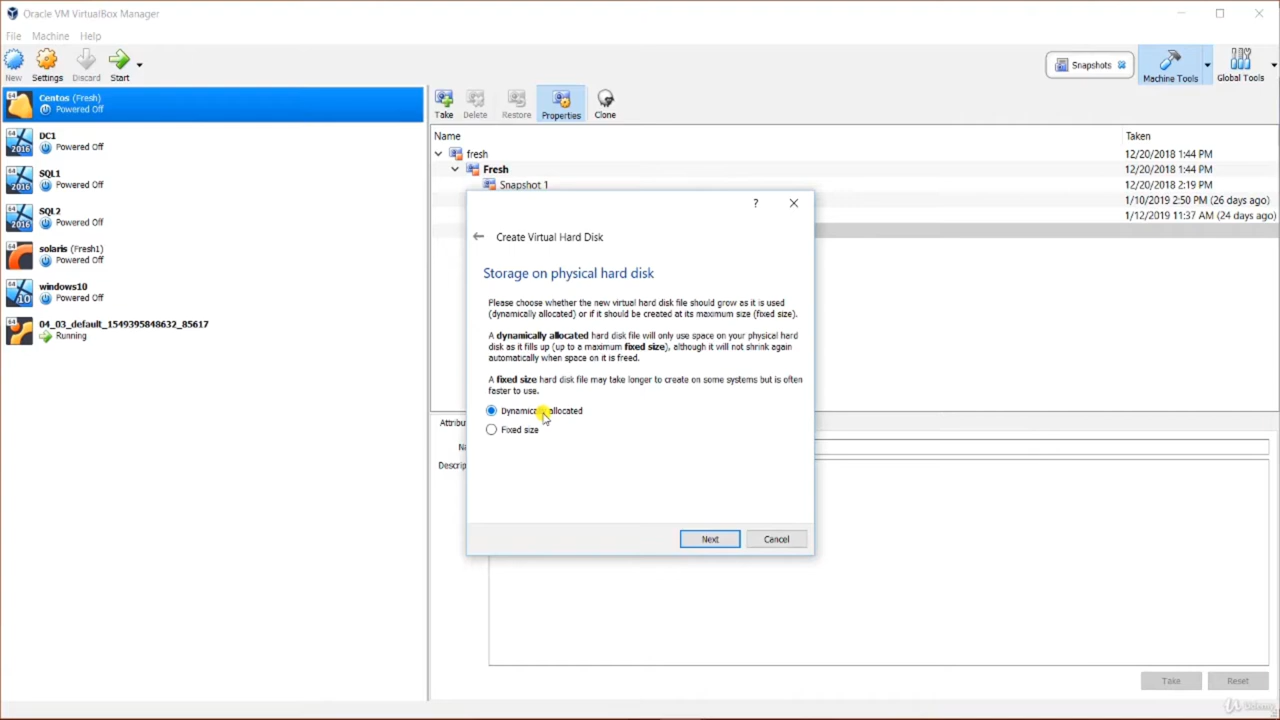 Oracle VM VirtualBox Manager
File Machine Help
New Settings Discard Start
Snapshots
Machine Tools
Global Tools
Centos (Fresh)
Powered Off
DC1
Powered Off
SQL1
Powered Off
SQL2
Powered Off
solaris (Fresh1)
Powered Off
windows10
Powered Off
04_03_default_1549395848632_85617
Running
Take Delete Restore Properties Clone
Name Taken
fresh 12/20/2018 1:44 PM
Fresh 12/20/2018 1:44 PM
Snapshot 1 12/20/2018 2:19 PM
1/10/2019 2:50 PM (26 days ago)
1/12/2019 11:37 AM (24 days ago)
Create Virtual Hard Disk
Storage on physical hard disk
Please choose whether the new virtual hard disk file should grow as it is used
(dynamically allocated) or if it should be created at its maximum size (fixed size).
A dynamically allocated hard disk file will only use space on your physical hard
disk as it fills up (up to a maximum fixed size), although it will not shrink again
automatically when space on it is freed.
A fixed size hard disk file may take longer to create on some systems but is often
faster to use.
Dynamically allocated
Fixed size
Next Cancel
Attribu
Na
Descrip
Take Reset
Udemy